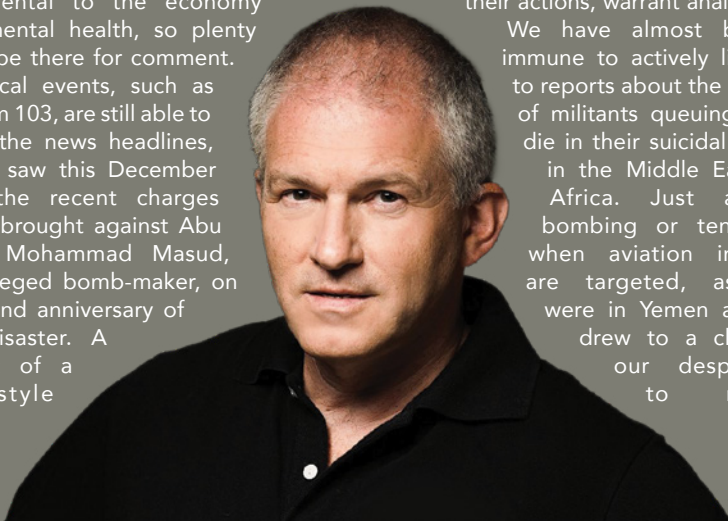 ental to the economy
mental health, so plenty
be there for comment.
cal events, such as
m 103, are still able to
the news headlines,
saw this December
the recent charges
brought against Abu
Mohammad Masud,
eged bomb-maker, on
nd anniversary of
isaster. A
of a
style
their actions, warrant anal
We have almost b
immune to actively l
to reports about the
of militants queuing
die in their suicidal
in the Middle Ea
Africa. Just a
bombing or ten
when aviation in
are targeted, as
were in Yemen a
drew to a cl
our desp
to